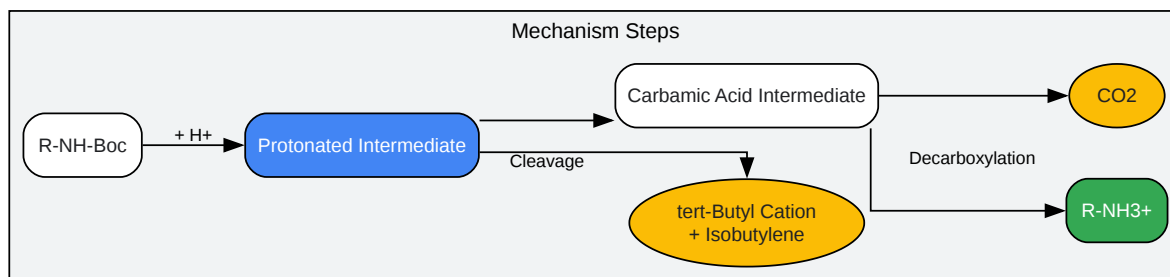 Mechanism Steps
R-NH-Boc
+ H+
Protonated Intermediate
Cleavage
Carbamic Acid Intermediate
tert-Butyl Cation
+ Isobutylene
Decarboxylation
CO2
R-NH3+